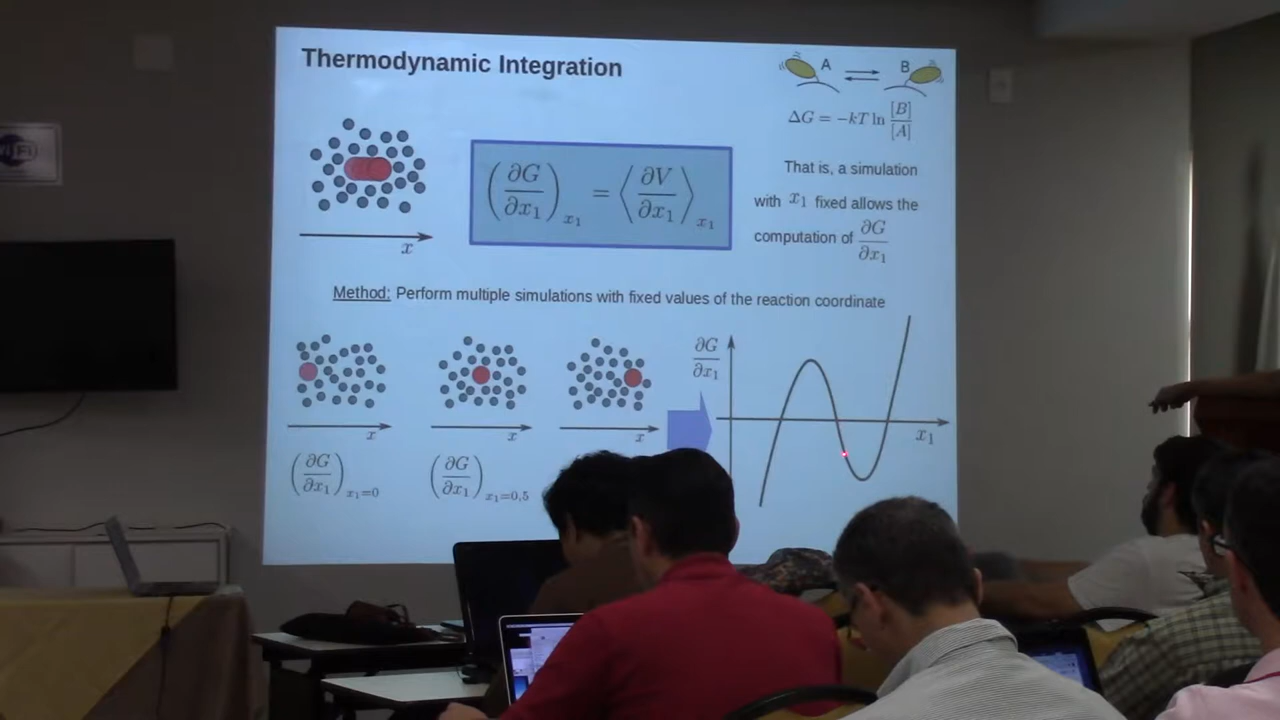 Thermodynamic Integration
A ⇌ B
ΔG = −kT ln [B]/[A]
x
(∂G/∂x₁)ₓ₁ = ⟨∂V/∂x₁⟩ₓ₁
That is, a simulation
with x₁ fixed allows the
computation of ∂G/∂x₁
Method: Perform multiple simulations with fixed values of the reaction coordinate
x
x
x
(∂G/∂x₁)ₓ₁₌₀
(∂G/∂x₁)ₓ₁₌₀,₅
∂G/∂x₁
x₁
WiFi